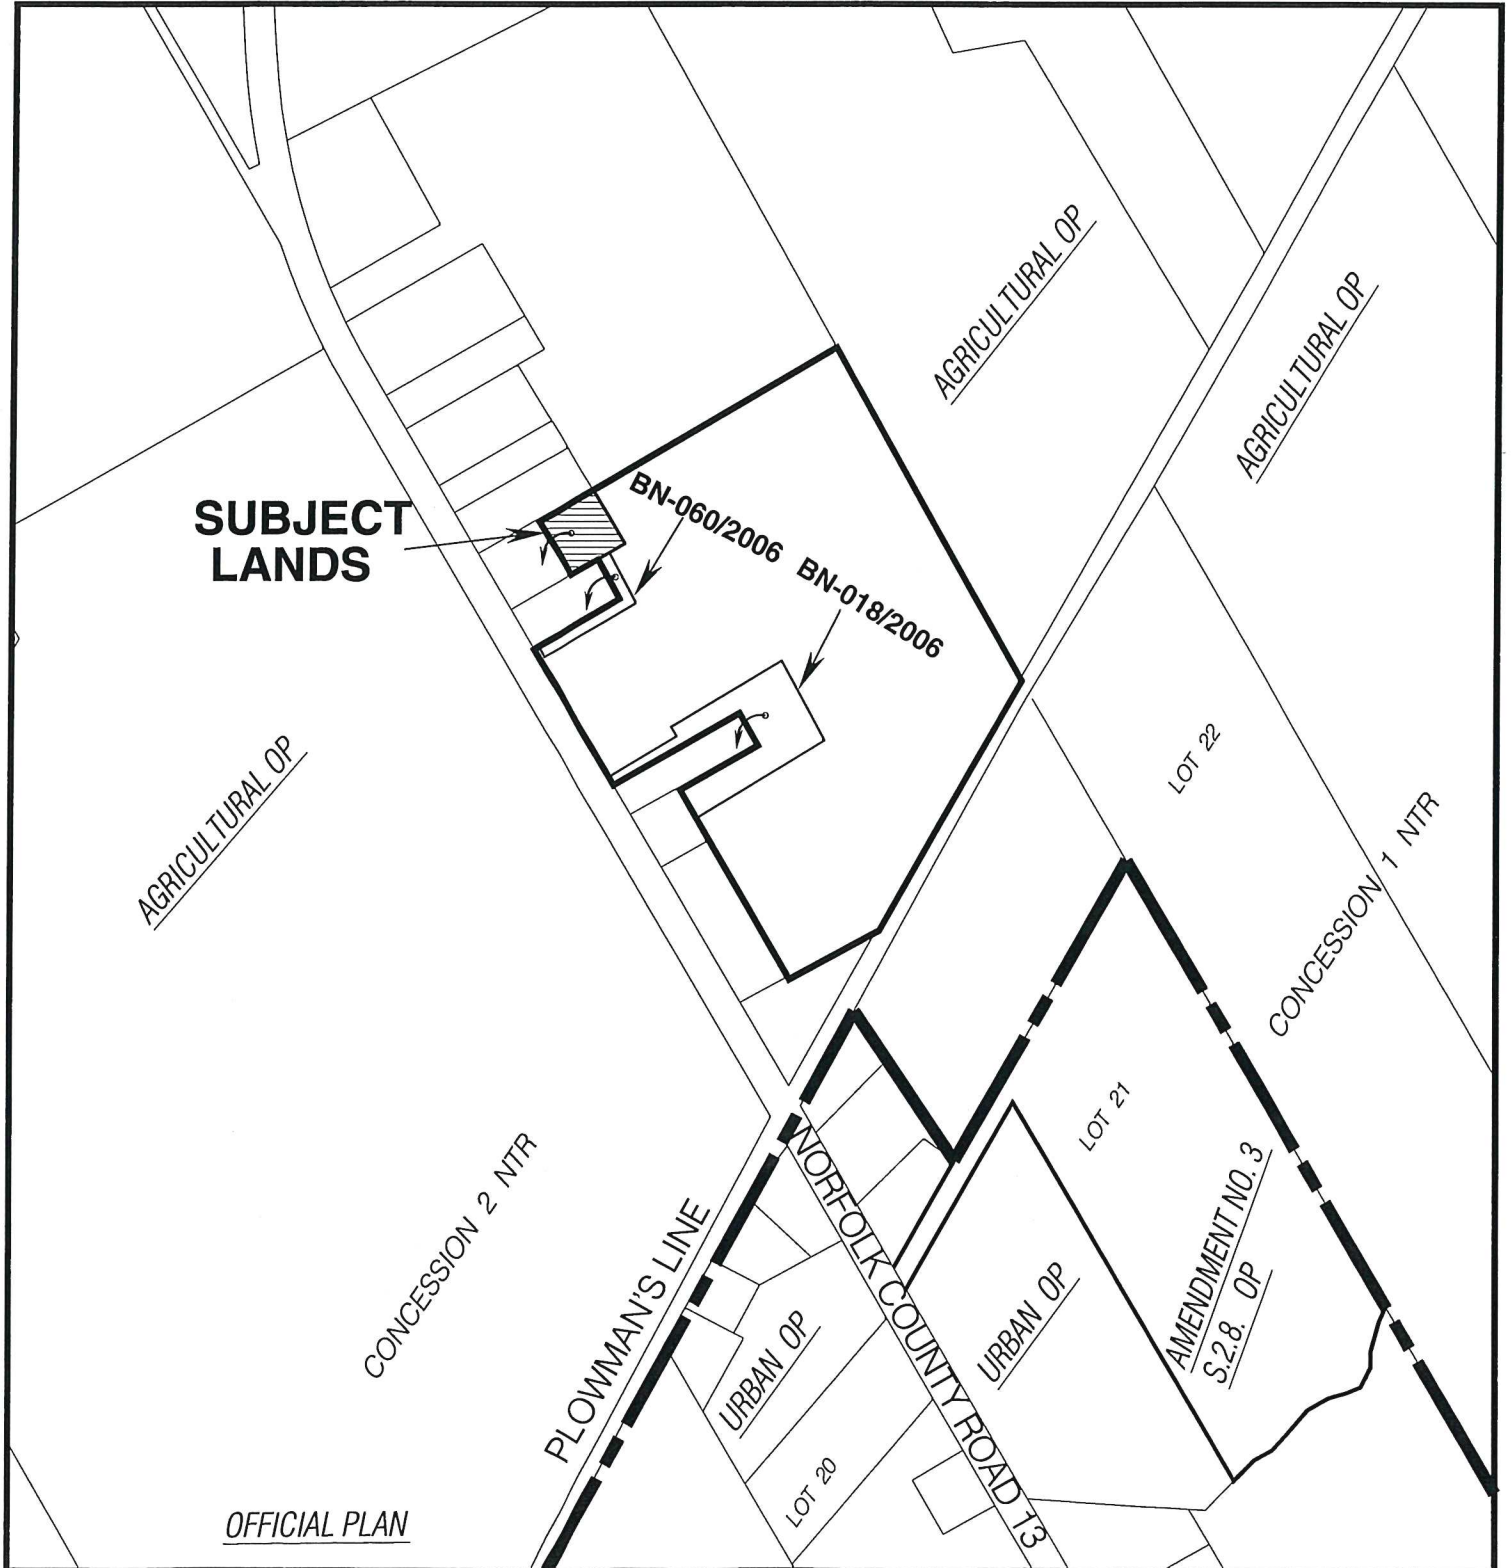 AGRICULTURAL OP
AGRICULTURAL OP
SUBJECT
LANDS
BN-060/2006
BN-018/2006
AGRICULTURAL OP
LOT 22
CONCESSION 1 NTR
LOT 21
CONCESSION 2 NTR
PLOWMAN'S LINE
NORFOLK COUNTY ROAD 13
AMENDMENT NO. 3
S.2.8. OP
URBAN OP
URBAN OP
LOT 20
OFFICIAL PLAN